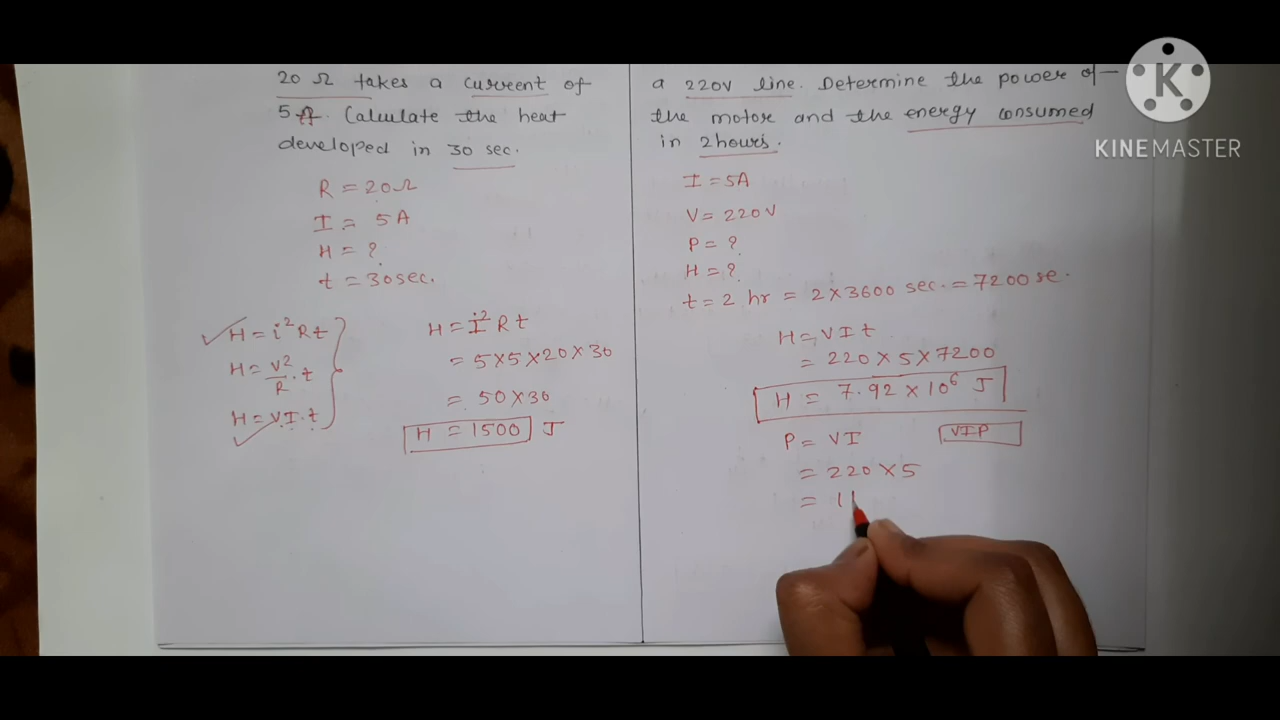 20 Ω takes a current of
5A. Calculate the heat
developed in 30 sec.
R = 20Ω
I = 5A
H = ?
t = 30sec.
H = i²Rt
H = V²/R . t
H = VI.t
H = I² R t
= 5×5×20×30
= 50×30
H = 1500 J
a 220V line. Determine the power of
the motor and the energy consumed
in 2hours.
I = 5A
V = 220V
P = ?
H = ?
t = 2 hr = 2×3600 sec. = 7200 se.
H = VIt
= 220×5×7200
H = 7.92 × 10⁶ J
P = VI
VIP
= 220×5
= 11
K
KINEMASTER